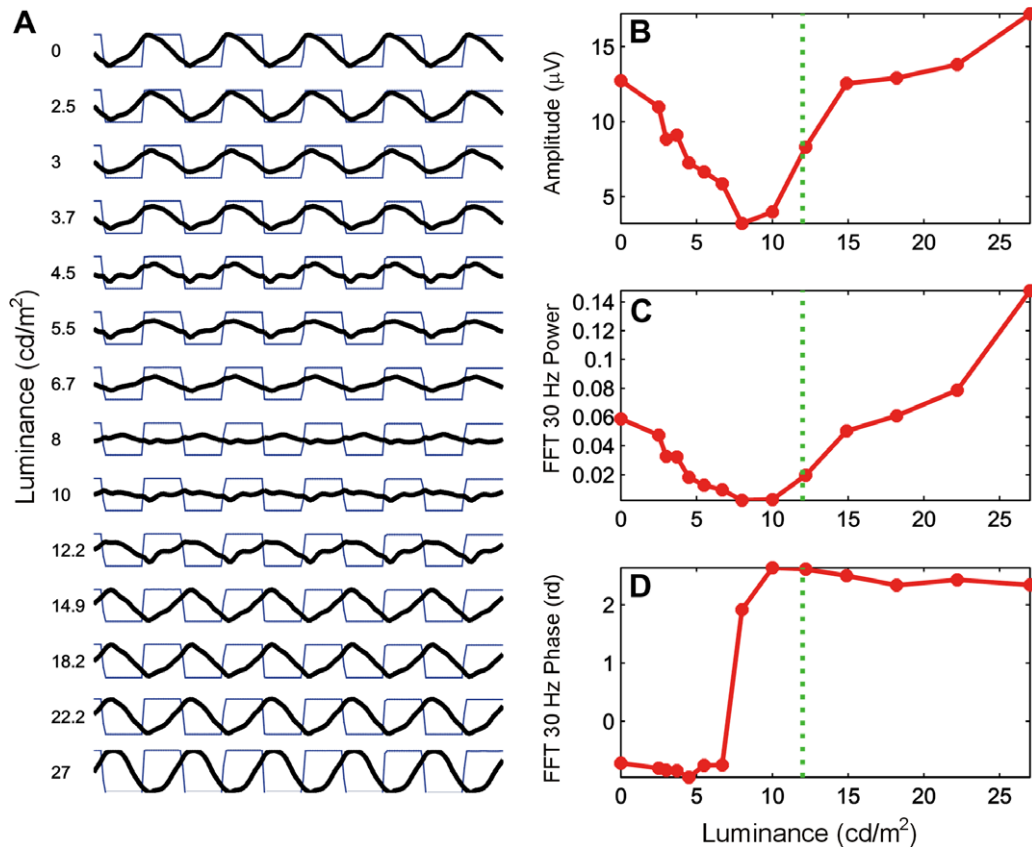 A
Luminance (cd/m²)
0
2.5
3
3.7
4.5
5.5
6.7
8
10
12.2
14.9
18.2
22.2
27
B
Amplitude (μV)
15
10
5
0 5 10 15 20 25
C
FFT 30 Hz Power
0.14
0.12
0.1
0.08
0.06
0.04
0.02
0 5 10 15 20 25
D
FFT 30 Hz Phase (rd)
2
0
0 5 10 15 20 25
Luminance (cd/m²)